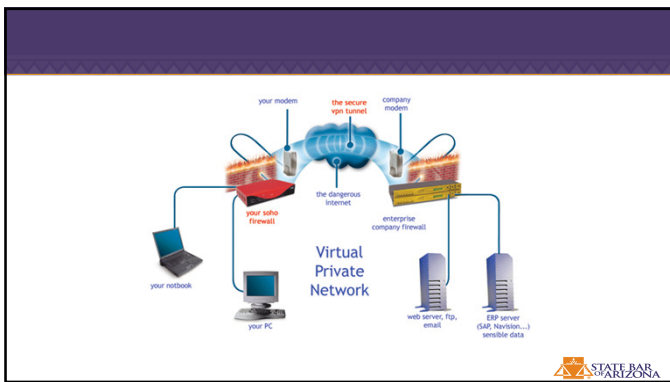 your modem
the secure
vpn tunnel
company
modem
the dangerous
internet
your soho
firewall
enterprise
company firewall
Virtual
Private
Network
your notbook
your PC
web server, ftp,
email
ERP server
(SAP, Navision...)
sensible data
STATE BAR
OF ARIZONA